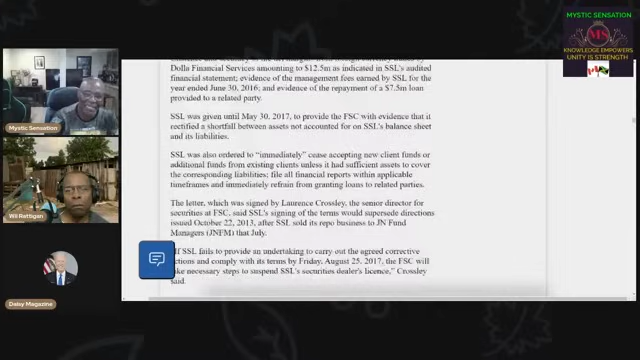 MYSTIC SENSATION
MS
KNOWLEDGE EMPOWERS
UNITY IS STRENGTH
Mystic Sensation
Wil Rattigan
Daisy Magazine
Dolla Financial Services amounting to $12.5m as indicated in SSL's audited
financial statement; evidence of the management fees earned by SSL for the
year ended June 30, 2016; and evidence of the repayment of a $7.5m loan
provided to a related party.
SSL was given until May 30, 2017, to provide the FSC with evidence that it
rectified a shortfall between assets not accounted for on SSL's balance sheet
and its liabilities.
SSL was also ordered to "immediately" cease accepting new client funds or
additional funds from existing clients unless it had sufficient assets to cover
the corresponding liabilities; file all financial reports within applicable
timeframes and immediately refrain from granting loans to related parties.
The letter, which was signed by Laurence Crossley, the senior director for
securities at FSC, said SSL's signing of the terms would supersede directions
issued October 22, 2013, after SSL sold its repo business to JN Fund
Managers (JNFM) that July.
"If SSL fails to provide an undertaking to carry out the agreed corrective
ctions and comply with its terms by Friday, August 25, 2017, the FSC will
ke necessary steps to suspend SSL's securities dealer's licence," Crossley
said.